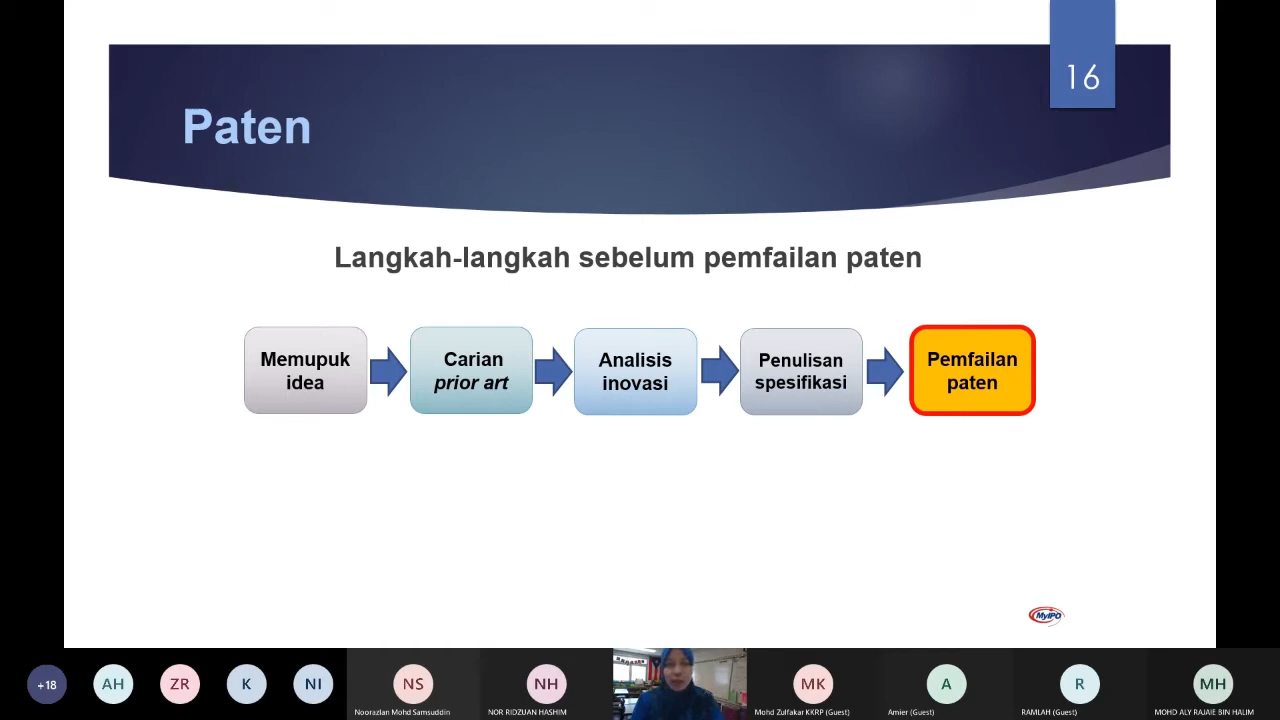 16
Paten
Langkah-langkah sebelum pemfailan paten
Memupuk
idea
Carian
prior art
Analisis
inovasi
Penulisan
spesifikasi
Pemfailan
paten
MyIPO
+18
AH
ZR
K
NI
NS
Noorazlan Mohd Samsuddin
NH
NOR RIDZUAN HASHIM
MK
Mohd Zulfakar KKRP (Guest)
A
Amier (Guest)
R
RAMLAH (Guest)
MH
MOHD ALY RAJAIE BIN HALIM